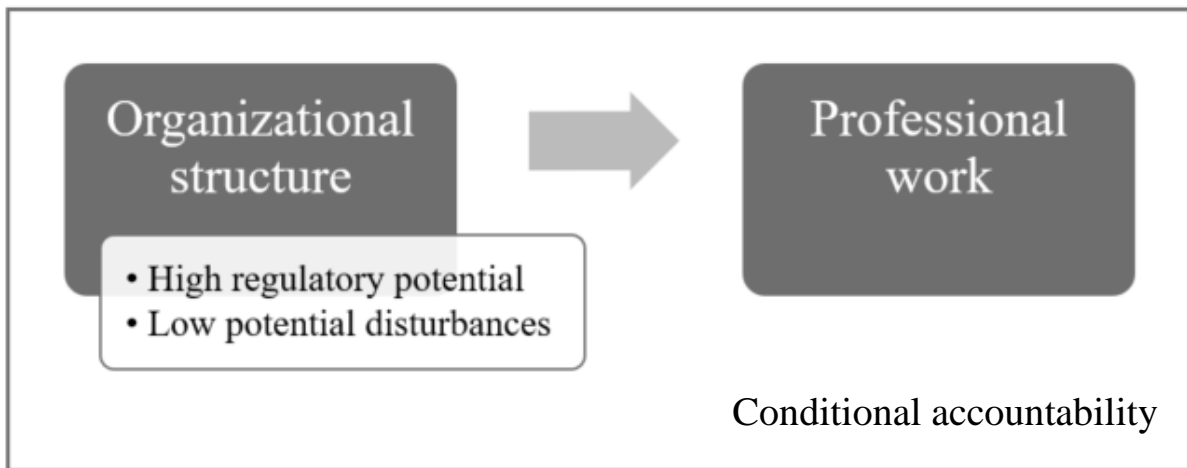 Organizational
structure
Professional
work
• High regulatory potential
• Low potential disturbances
Conditional accountability